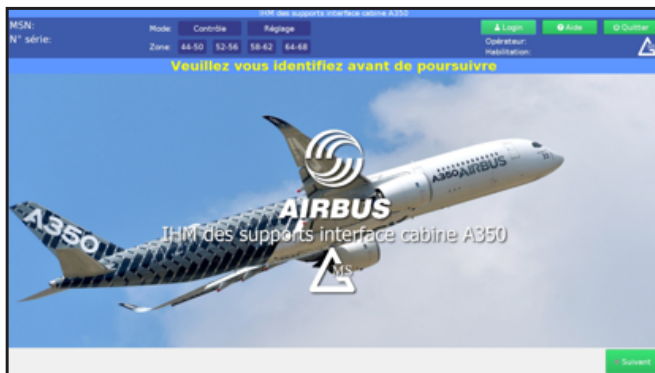 IHM des supports interface cabine A350
MSN:
N° série:
Mode: Contrôle Réglage
Zone: 44-50 52-56 58-62 64-68
Login Aide Quitter
Opérateur:
Habilitation:
Veuillez vous identifiez avant de poursuivre
A350 AIRBUS
A350
AIRBUS
IHM des supports interface cabine A350
MS
Suivant